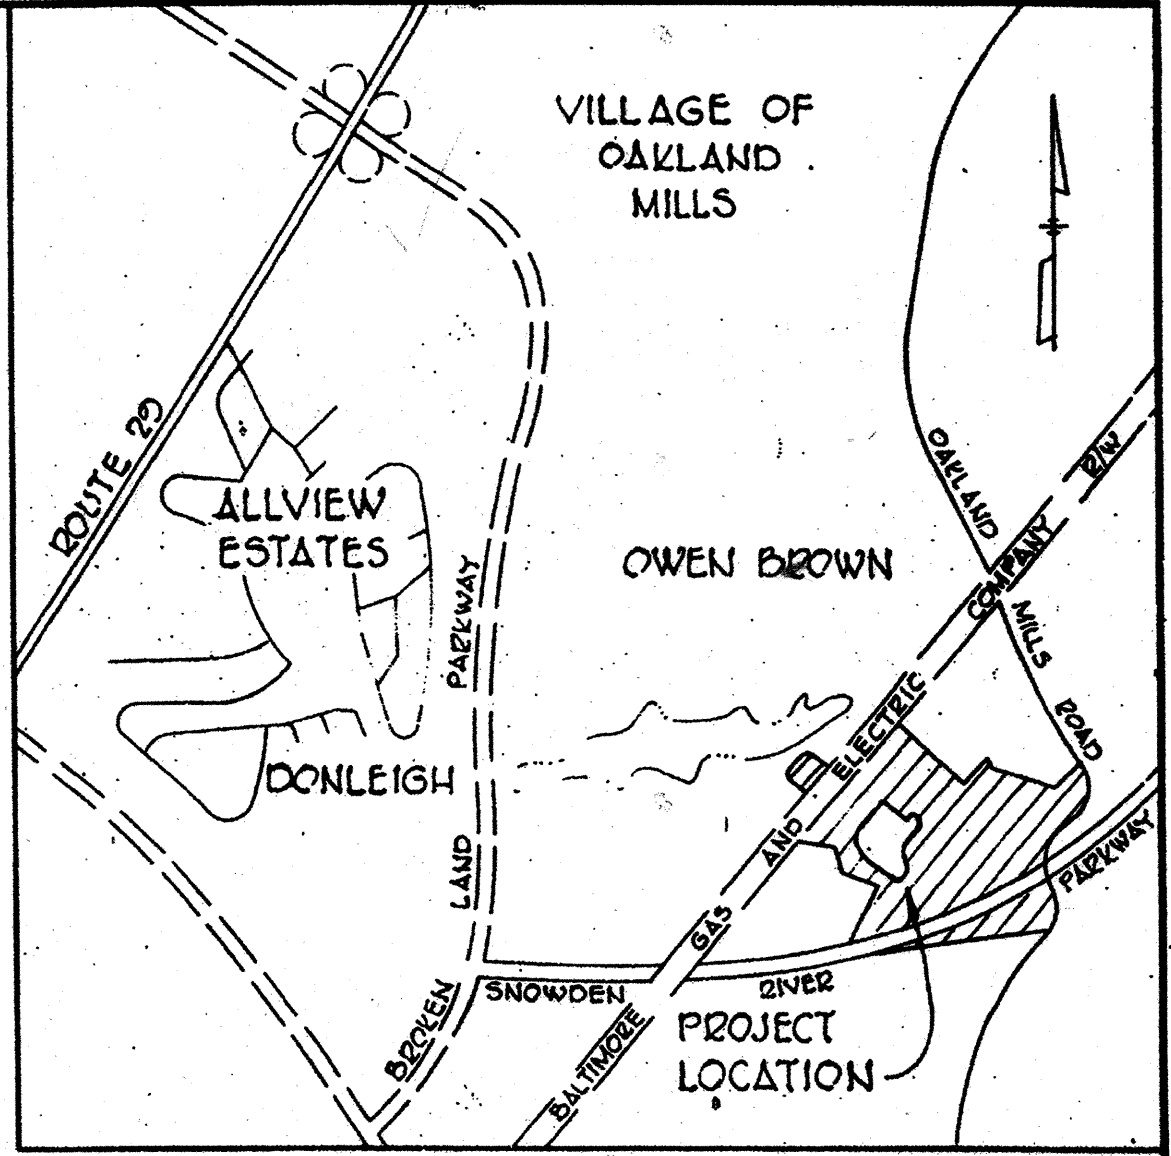 VILLAGE OF
OAKLAND
MILLS
ROUTE 29
ALLVIEW
ESTATES
OWEN BROWN
OAKLAND MILLS ROAD
DONLEIGH
BROKEN LAND PARKWAY
BALTIMORE GAS AND ELECTRIC COMPANY R/W
SNOWDEN RIVER PARKWAY
PROJECT
LOCATION